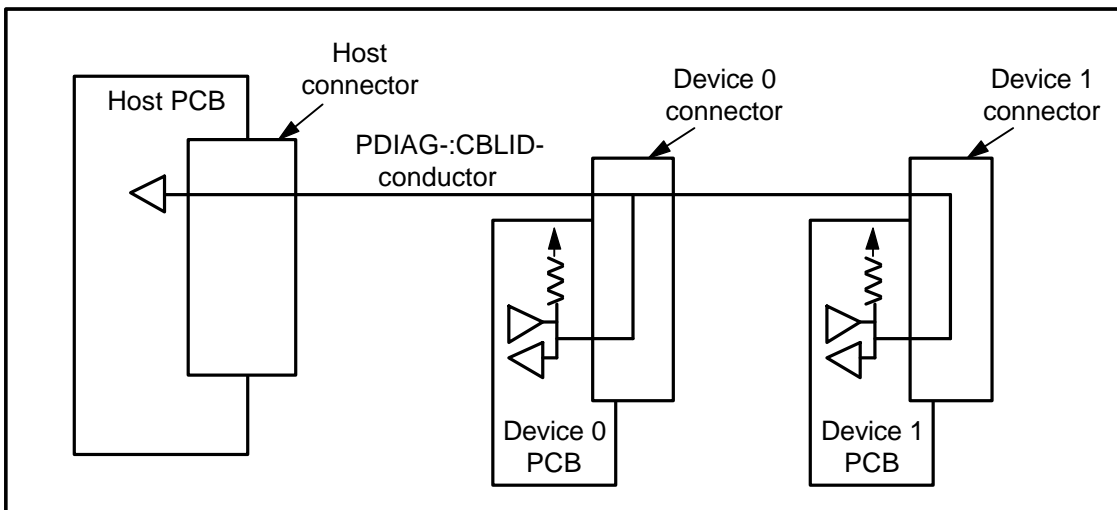 Host
connector
Host PCB
Device 0
connector
Device 1
connector
PDIAG-:CBLID-
conductor
Device 0
PCB
Device 1
PCB